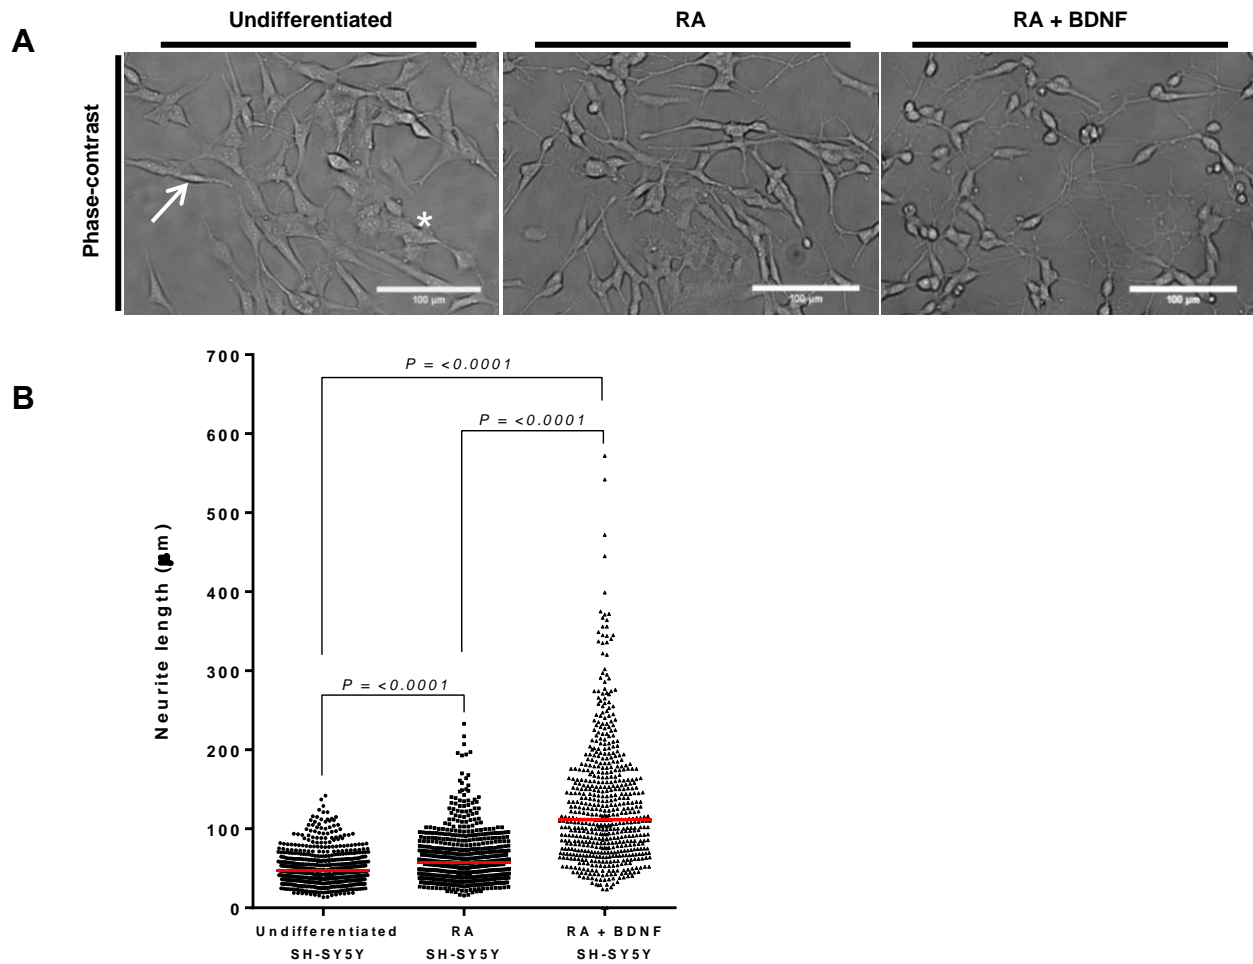 A
Undifferentiated
RA
RA + BDNF
Phase-contrast
*
100 µm
100 µm
100 µm
B
Neurite length (µm)
700
600
500
400
300
200
100
0
P = <0.0001
P = <0.0001
P = <0.0001
Undifferentiated
SH-SY5Y
RA
SH-SY5Y
RA + BDNF
SH-SY5Y